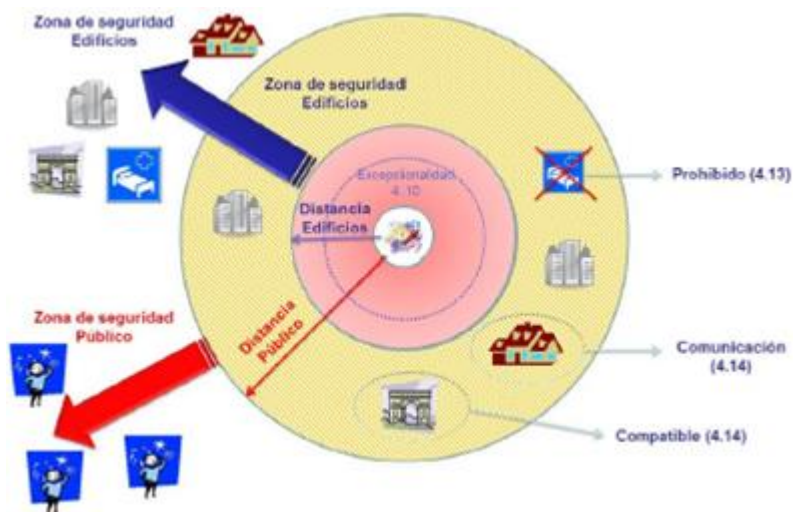 Zona de seguridad
Edificios
Zona de seguridad
Edificios
Excepsionalidad
4.10
Prohibido (4.13)
Distancia
Edificios
Zona de seguridad
Público
Distancia
Público
Comunicación
(4.14)
Compatible (4.14)